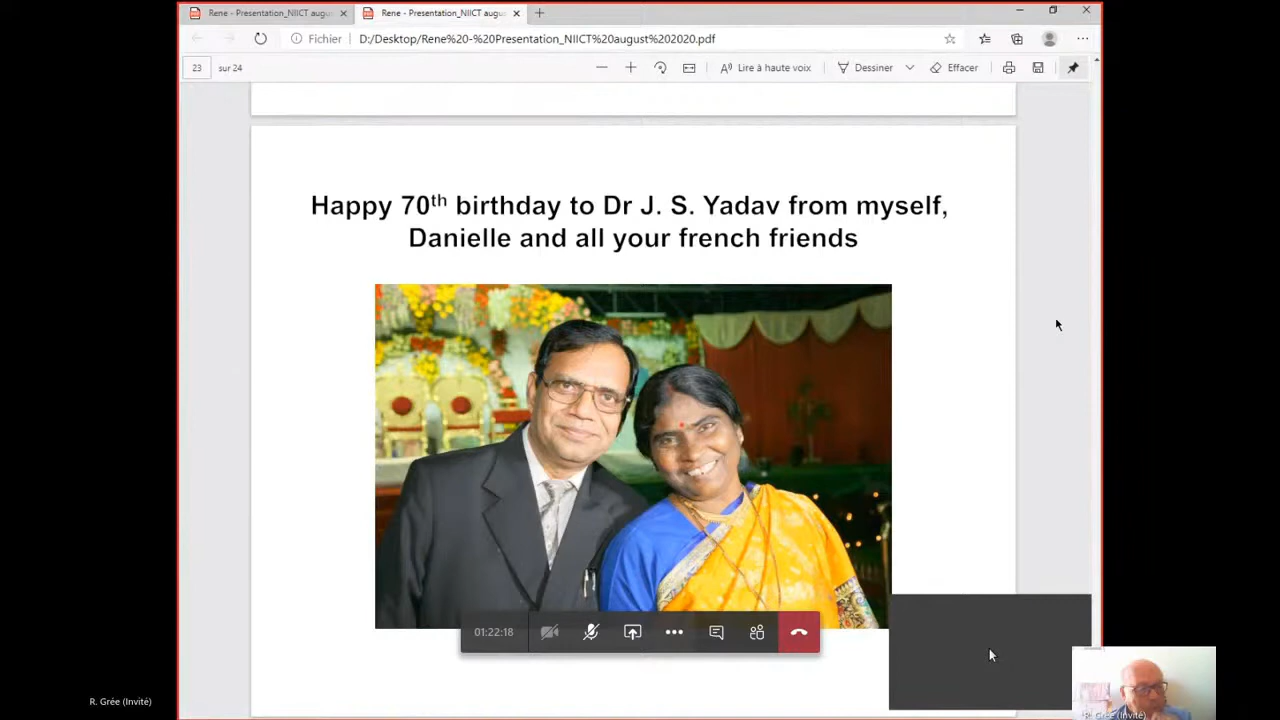 Rene - Presentation_NIICT augu
Rene - Presentation_NIICT augu
Fichier
D:/Desktop/Rene%20-%20Presentation_NIICT%20august%202020.pdf
23 sur 24
Lire à haute voix
Dessiner
Effacer
Happy 70th birthday to Dr J. S. Yadav from myself,
Danielle and all your french friends
01:22:18
R. Grée (Invité)
R. Grée (Invité)